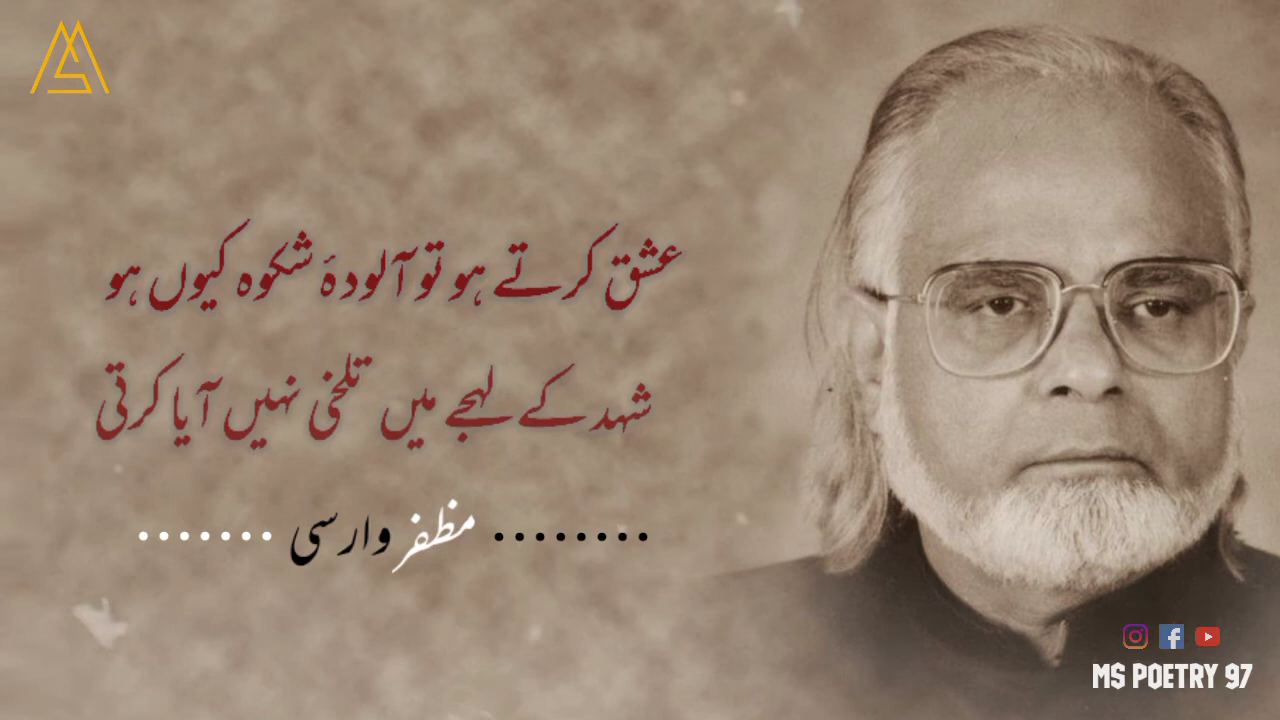 عشق کرتے ہو تو آلودۂ شکوہ کیوں ہو
شہد کے لہجے میں تلخی نہیں آیا کرتی
........ مظفر وارسی .......
MS POETRY 97